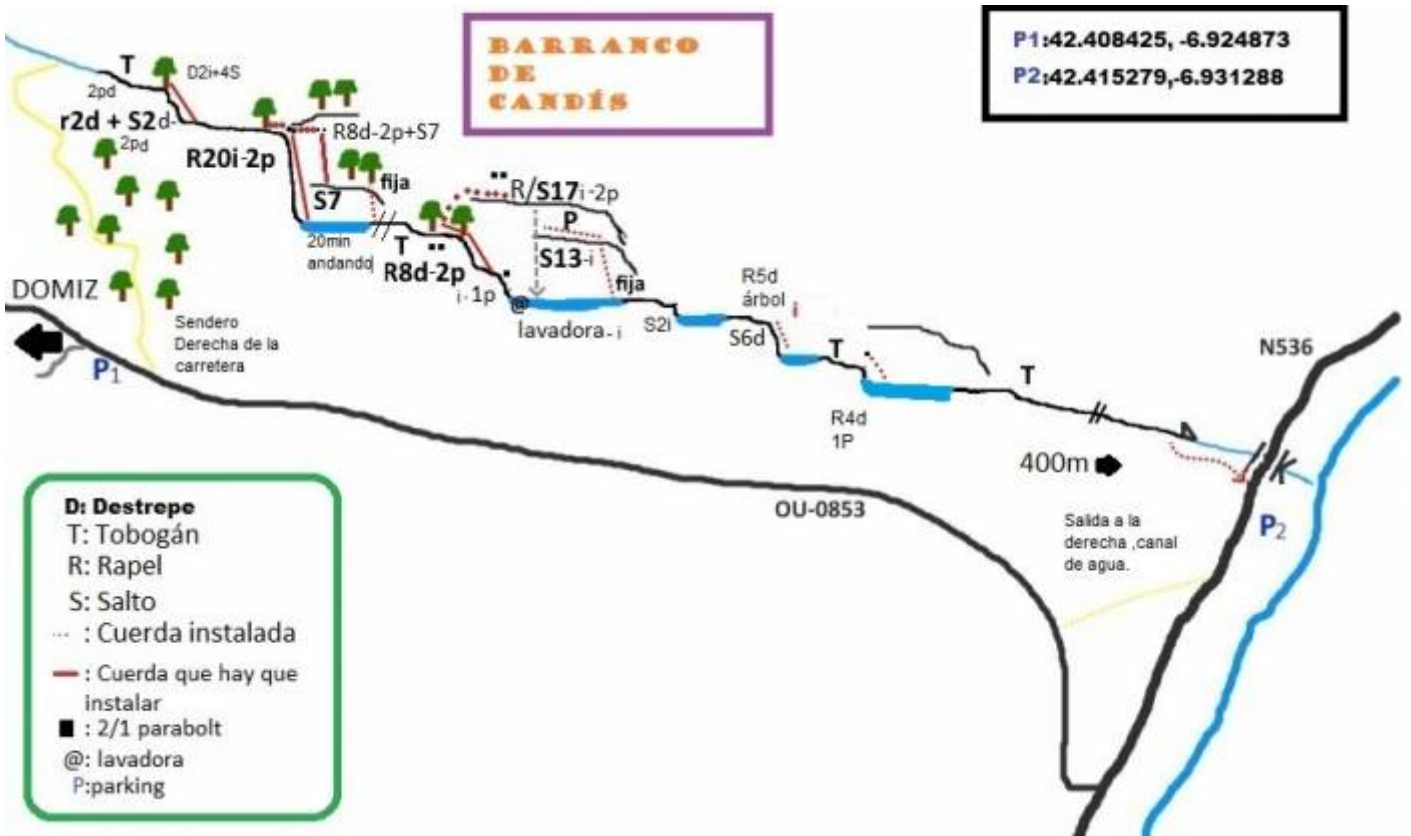 BARRANCO
DE
CANDÍS
P1:42.408425, -6.924873
P2:42.415279,-6.931288
T
2pd
D2i+4S
r2d + S2d-
2pd
R20i-2p
R8d-2p+S7
S7
fija
20min
andando
T
R8d-2p
i-1p
R/S17i-2p
P
S13-i
fija
@
lavadora-i
S2i
S6d
R5d
árbol
i
T
R4d
1P
T
400m
N536
DOMIZ
P1
Sendero
Derecha de la
carretera
OU-0853
Salida a la
derecha ,canal
de agua.
P2
D: Destrepe
T: Tobogán
R: Rapel
S: Salto
... : Cuerda instalada
: Cuerda que hay que
instalar
: 2/1 parabolt
@: lavadora
P:parking